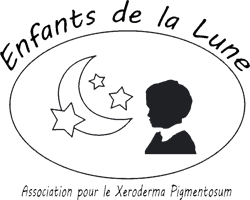 Enfants de la Lune
Association pour le Xeroderma Pigmentosum